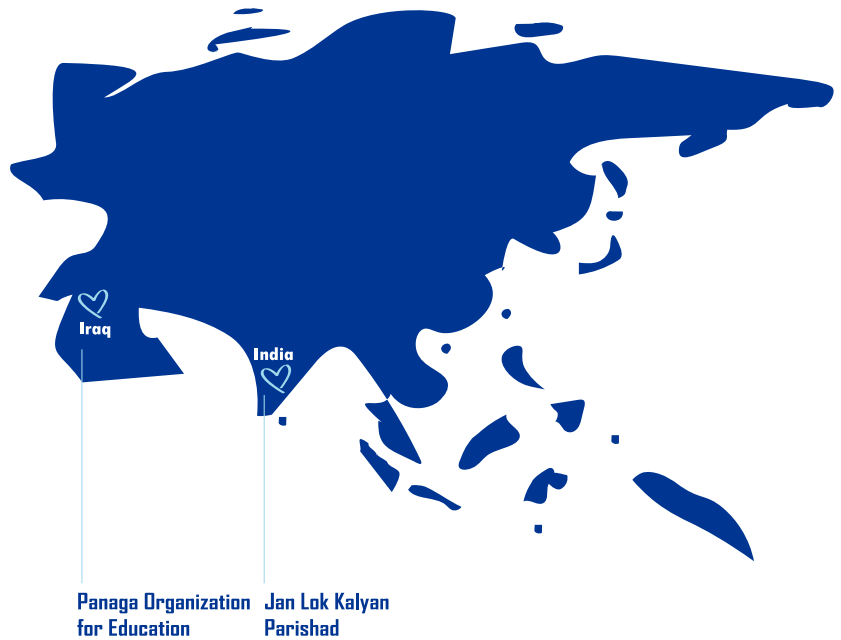 Iraq
India
Panaga Organization
for Education
Jan Lok Kalyan
Parishad